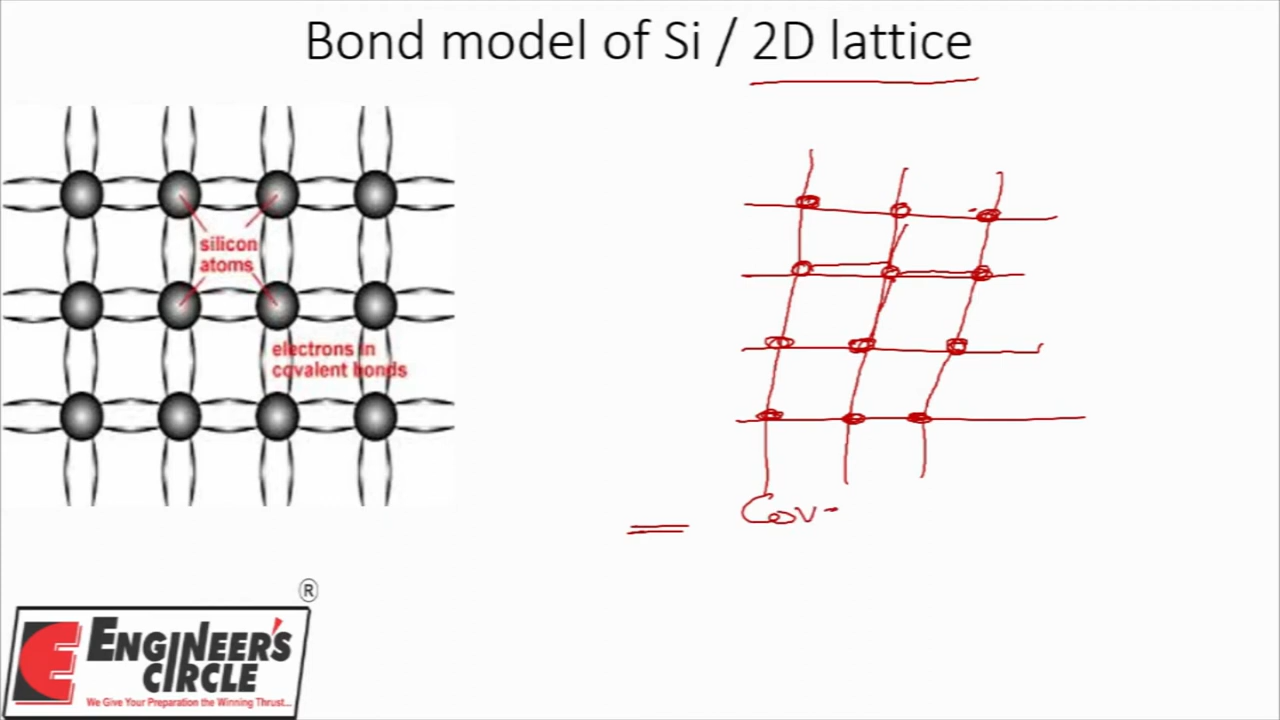 Bond model of Si / 2D lattice
silicon
atoms
electrons in
covalent bonds
Cov
®
ENGINEER'S
CIRCLE
We Give Your Preparation the Winning Thrust...